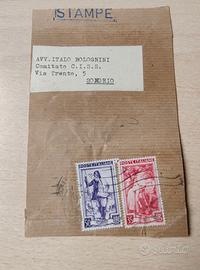 STAMPE
AVV.ITALO BOLOGNINI
Comitato C.I.S.S.
Via Trento, 5
SONDRIO
POSTE ITALIANE
POSTE ITALIANE